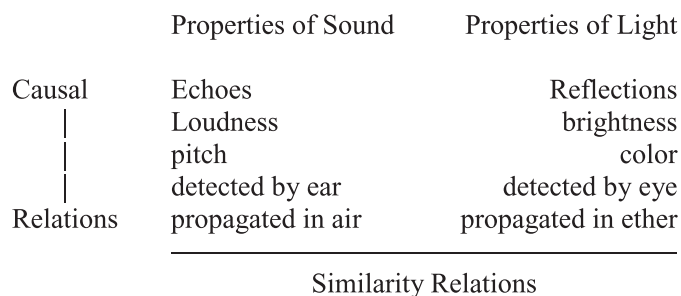 Properties of Sound Properties of Light
Causal Echoes Reflections
Loudness brightness
pitch color
detected by ear detected by eye
Relations propagated in air propagated in ether
Similarity Relations